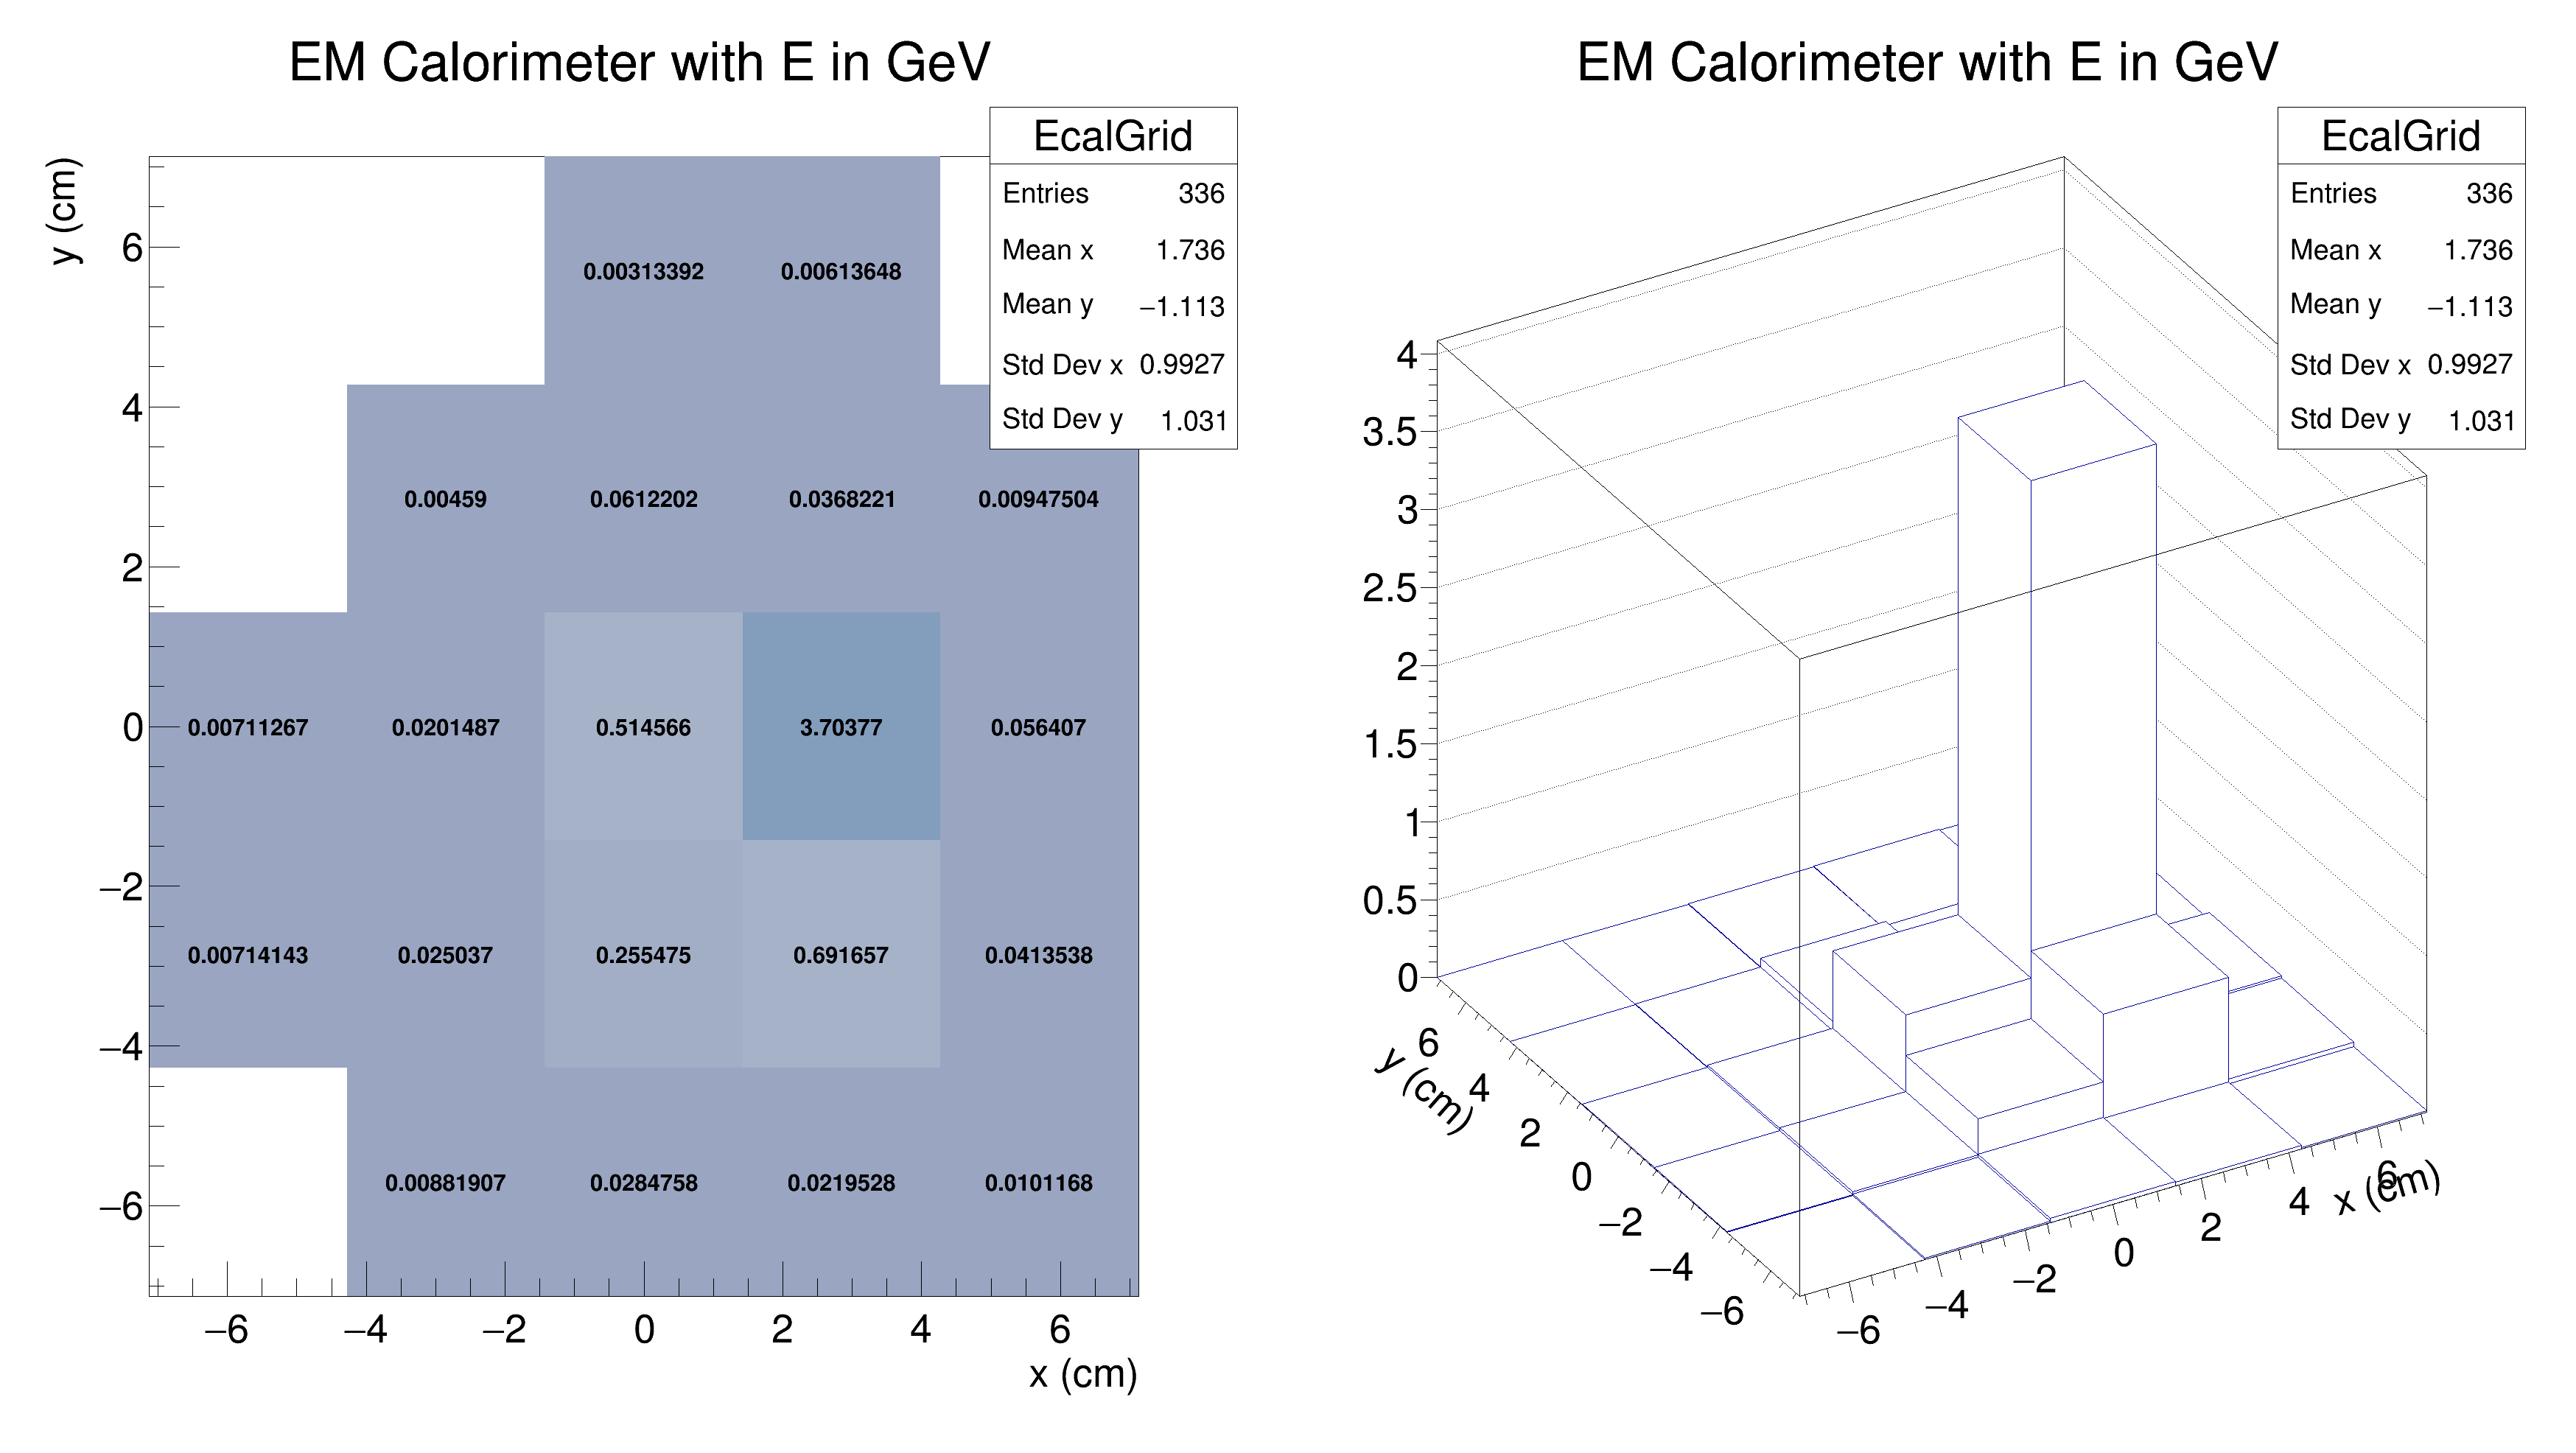 EM Calorimeter with E in GeV
EcalGrid
Entries 336
Mean x 1.736
Mean y −1.113
Std Dev x 0.9927
Std Dev y 1.031
y (cm)
6
4
2
0
−2
−4
−6
0.00313392 0.00613648
0.00459 0.0612202 0.0368221 0.00947504
0.00711267 0.0201487 0.514566 3.70377 0.056407
0.00714143 0.025037 0.255475 0.691657 0.0413538
0.00881907 0.0284758 0.0219528 0.0101168
−6 −4 −2 0 2 4 6
x (cm)
EM Calorimeter with E in GeV
EcalGrid
Entries 336
Mean x 1.736
Mean y −1.113
Std Dev x 0.9927
Std Dev y 1.031
4
3.5
3
2.5
2
1.5
1
0.5
0
y (cm)
6
4
2
0
−2
−4
−6
−6 −4 −2 0 2 4 6
x (cm)